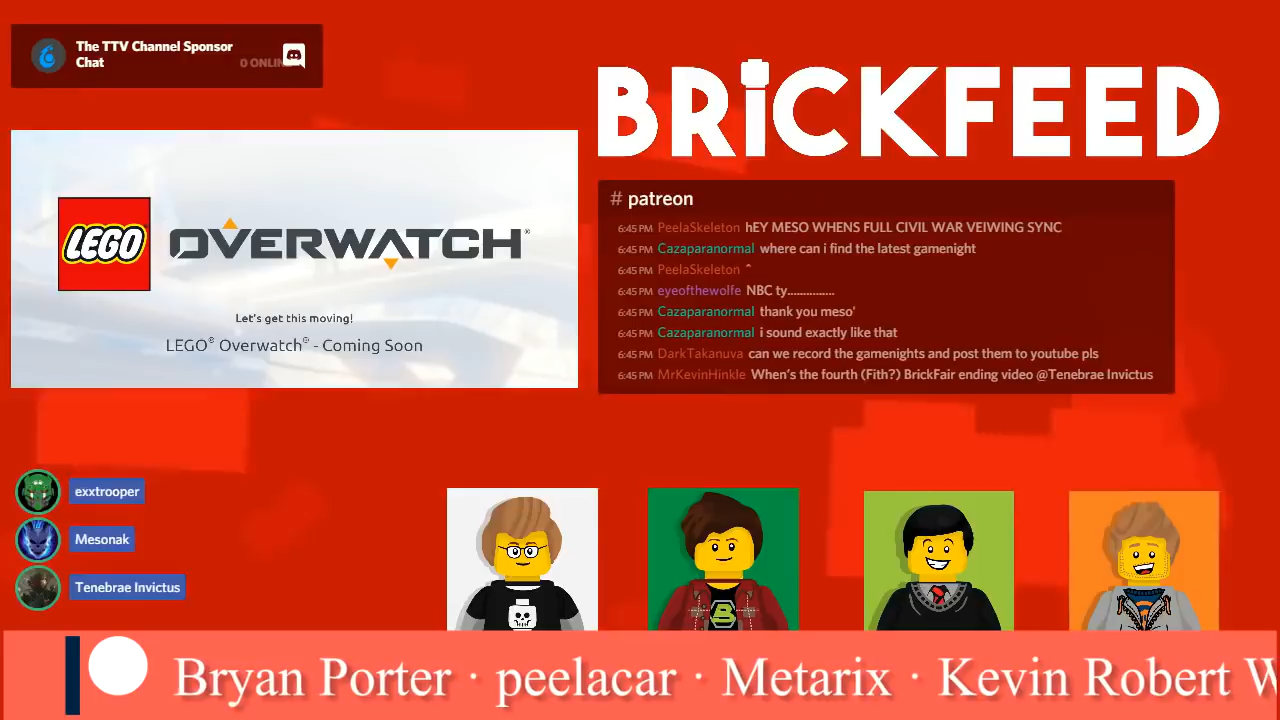 The TTV Channel Sponsor
Chat
0 ONLIN
BRiCKFEED
LEGO OVERWATCH®
Let's get this moving!
LEGO® Overwatch® - Coming Soon
# patreon
6:45 PM PeelaSkeleton hEY MESO WHENS FULL CIVIL WAR VEIWING SYNC
6:45 PM Cazaparanormal where can i find the latest gamenight
6:45 PM PeelaSkeleton ^
6:45 PM eyeofthewolfe NBC ty...............
6:45 PM Cazaparanormal thank you meso'
6:45 PM Cazaparanormal i sound exactly like that
6:45 PM DarkTakanuva can we record the gamenights and post them to youtube pls
6:45 PM MrKevinHinkle When's the fourth (Fith?) BrickFair ending video @Tenebrae Invictus
exxtrooper
Mesonak
Tenebrae Invictus
B
Bryan Porter · peelacar · Metarix · Kevin Robert W